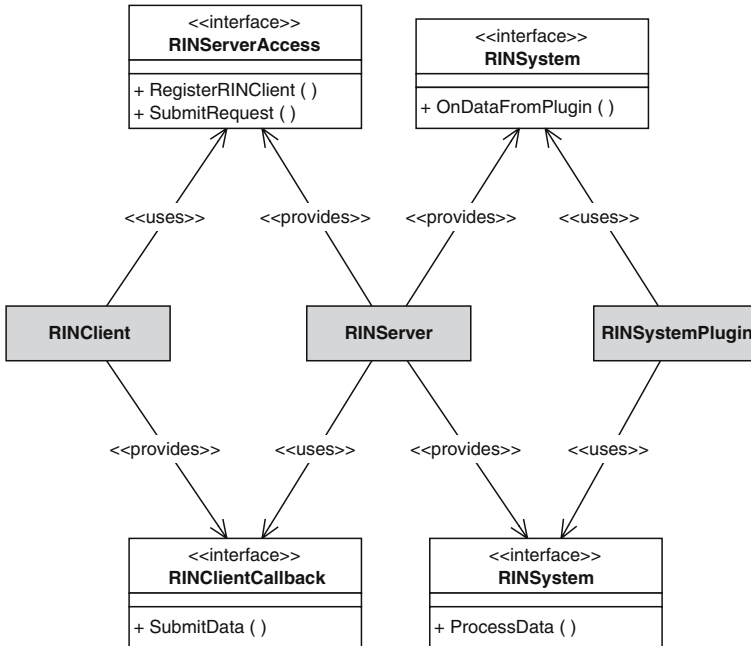 <<interface>>
RINServerAccess
+ RegisterRINClient ( )
+ SubmitRequest ( )
<<interface>>
RINSystem
+ OnDataFromPlugin ( )
<<uses>>
<<provides>>
<<provides>>
<<uses>>
RINClient
RINServer
RINSystemPlugin
<<provides>>
<<uses>>
<<provides>>
<<uses>>
<<interface>>
RINClientCallback
+ SubmitData ( )
<<interface>>
RINSystem
+ ProcessData ( )